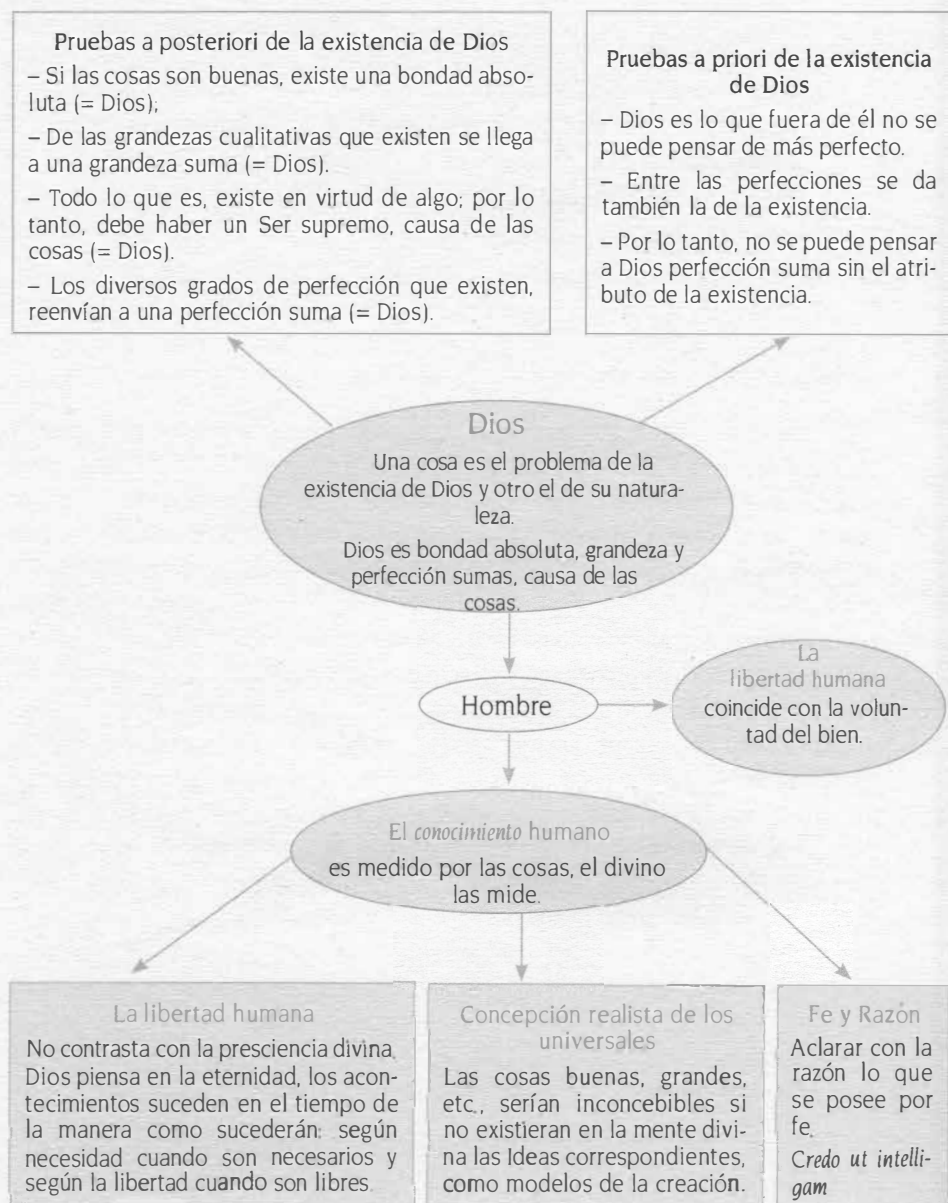 Pruebas a posteriori de la existencia de Dios
– Si las cosas son buenas, existe una bondad abso-
luta (= Dios);
– De las grandezas cualitativas que existen se llega
a una grandeza suma (= Dios).
– Todo lo que es, existe en virtud de algo; por lo
tanto, debe haber un Ser supremo, causa de las
cosas (= Dios).
– Los diversos grados de perfección que existen,
reenvían a una perfección suma (= Dios).
Pruebas a priori de la existencia
de Dios
– Dios es lo que fuera de él no se
puede pensar de más perfecto.
– Entre las perfecciones se da
también la de la existencia.
– Por lo tanto, no se puede pensar
a Dios perfección suma sin el atri-
buto de la existencia.
Dios
Una cosa es el problema de la
existencia de Dios y otro el de su natura-
leza.
Dios es bondad absoluta, grandeza y
perfección sumas, causa de las
cosas.
Hombre
La
libertad humana
coincide con la volun-
tad del bien.
El conocimiento humano
es medido por las cosas, el divino
las mide.
La libertad humana
No contrasta con la presciencia divina.
Dios piensa en la eternidad, los acon-
tecimientos suceden en el tiempo de
la manera como sucederán: según
necesidad cuando son necesarios y
según la libertad cuando son libres.
Concepción realista de los
universales
Las cosas buenas, grandes,
etc., serían inconcebibles si
no existieran en la mente divi-
na las Ideas correspondientes,
como modelos de la creación.
Fe y Razón
Aclarar con la
razón lo que
se posee por
fe.
Credo ut intelli-
gam